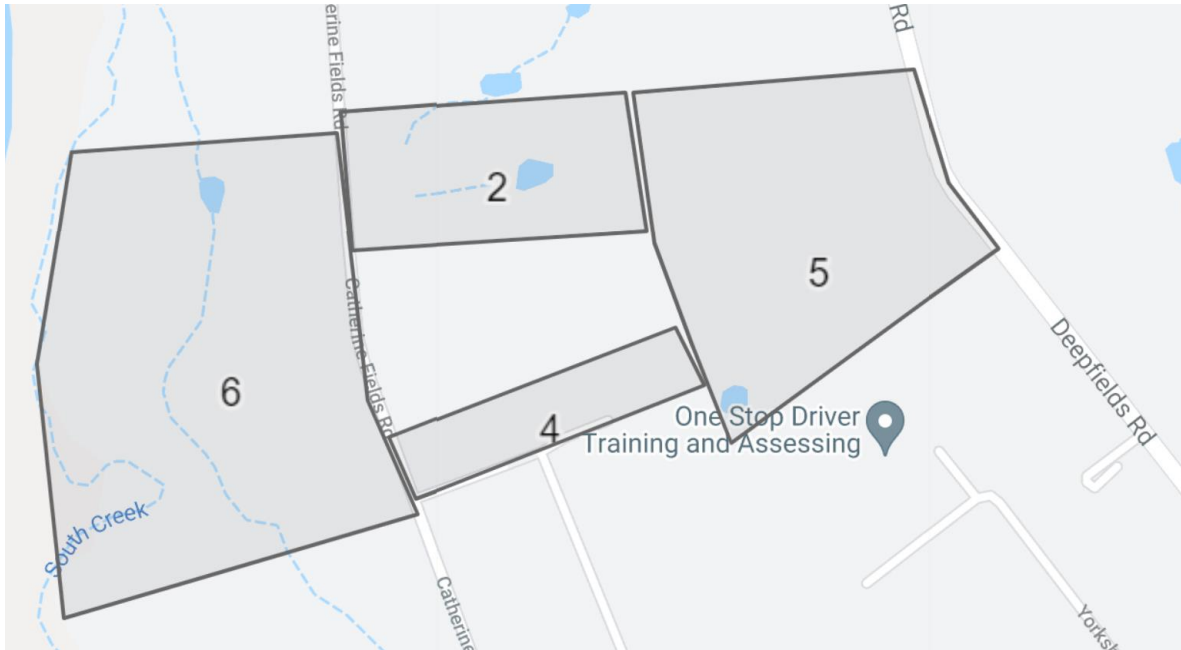 erine Fields Rd
Rd
2
5
Catherine Fields Rd
Deepfields Rd
6
4
One Stop Driver
Training and Assessing
South Creek
Catherine
Yorksh